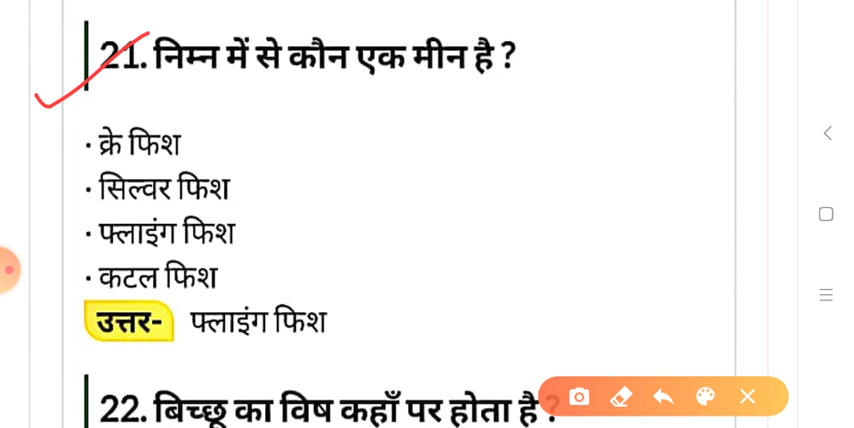 21. निम्न में से कौन एक मीन है ?
· क्रे फिश
· सिल्वर फिश
· फ्लाइंग फिश
· कटल फिश
उत्तर- फ्लाइंग फिश
22. बिच्छू का विष कहाँ पर होता है ?